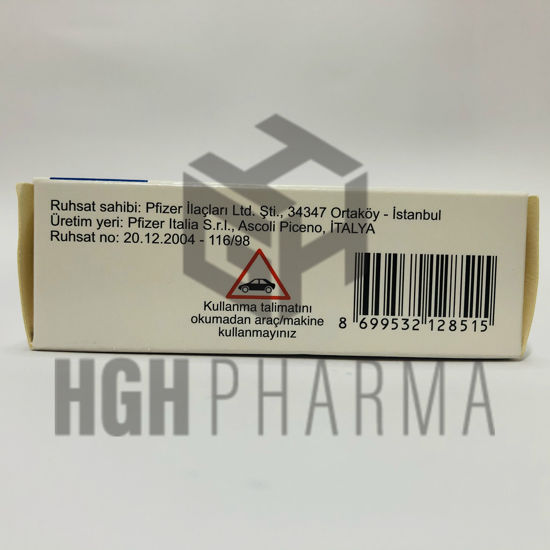 Ruhsat sahibi: Pfizer İlaçları Ltd. Şti., 34347 Ortaköy - İstanbul
Üretim yeri: Pfizer Italia S.r.l., Ascoli Piceno, İTALYA
Ruhsat no: 20.12.2004 - 116/98
Kullanma talimatını
okumadan araç/makine
kullanmayınız
8 699532 128515
HGH PHARMA